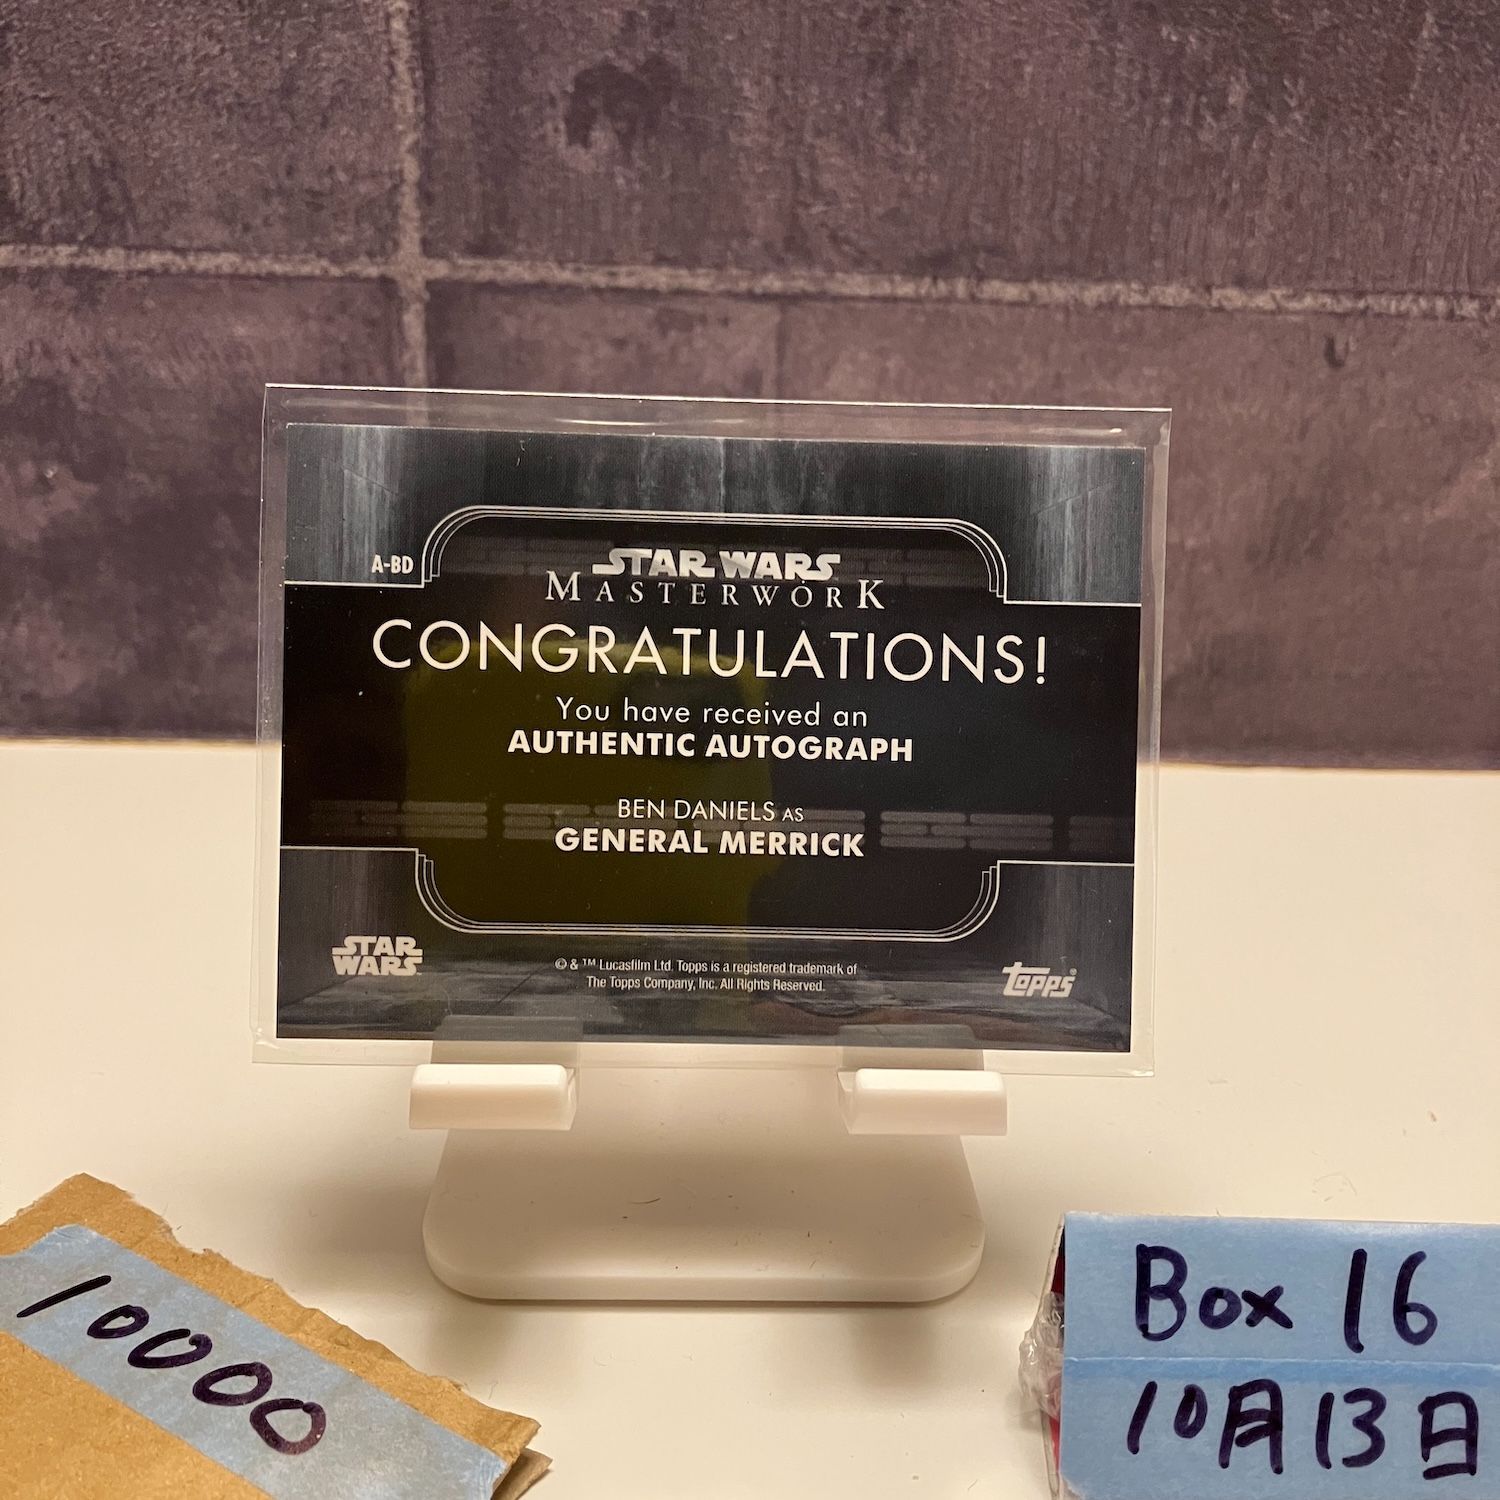 A-BD
STAR WARS
MASTERWORK
CONGRATULATIONS!
You have received an
AUTHENTIC AUTOGRAPH
BEN DANIELS AS
GENERAL MERRICK
STAR
WARS
© & ™ Lucasfilm Ltd. Topps is a registered trademark of
The Topps Company, Inc. All Rights Reserved.
Topps®
10000
Box 16
10月13日